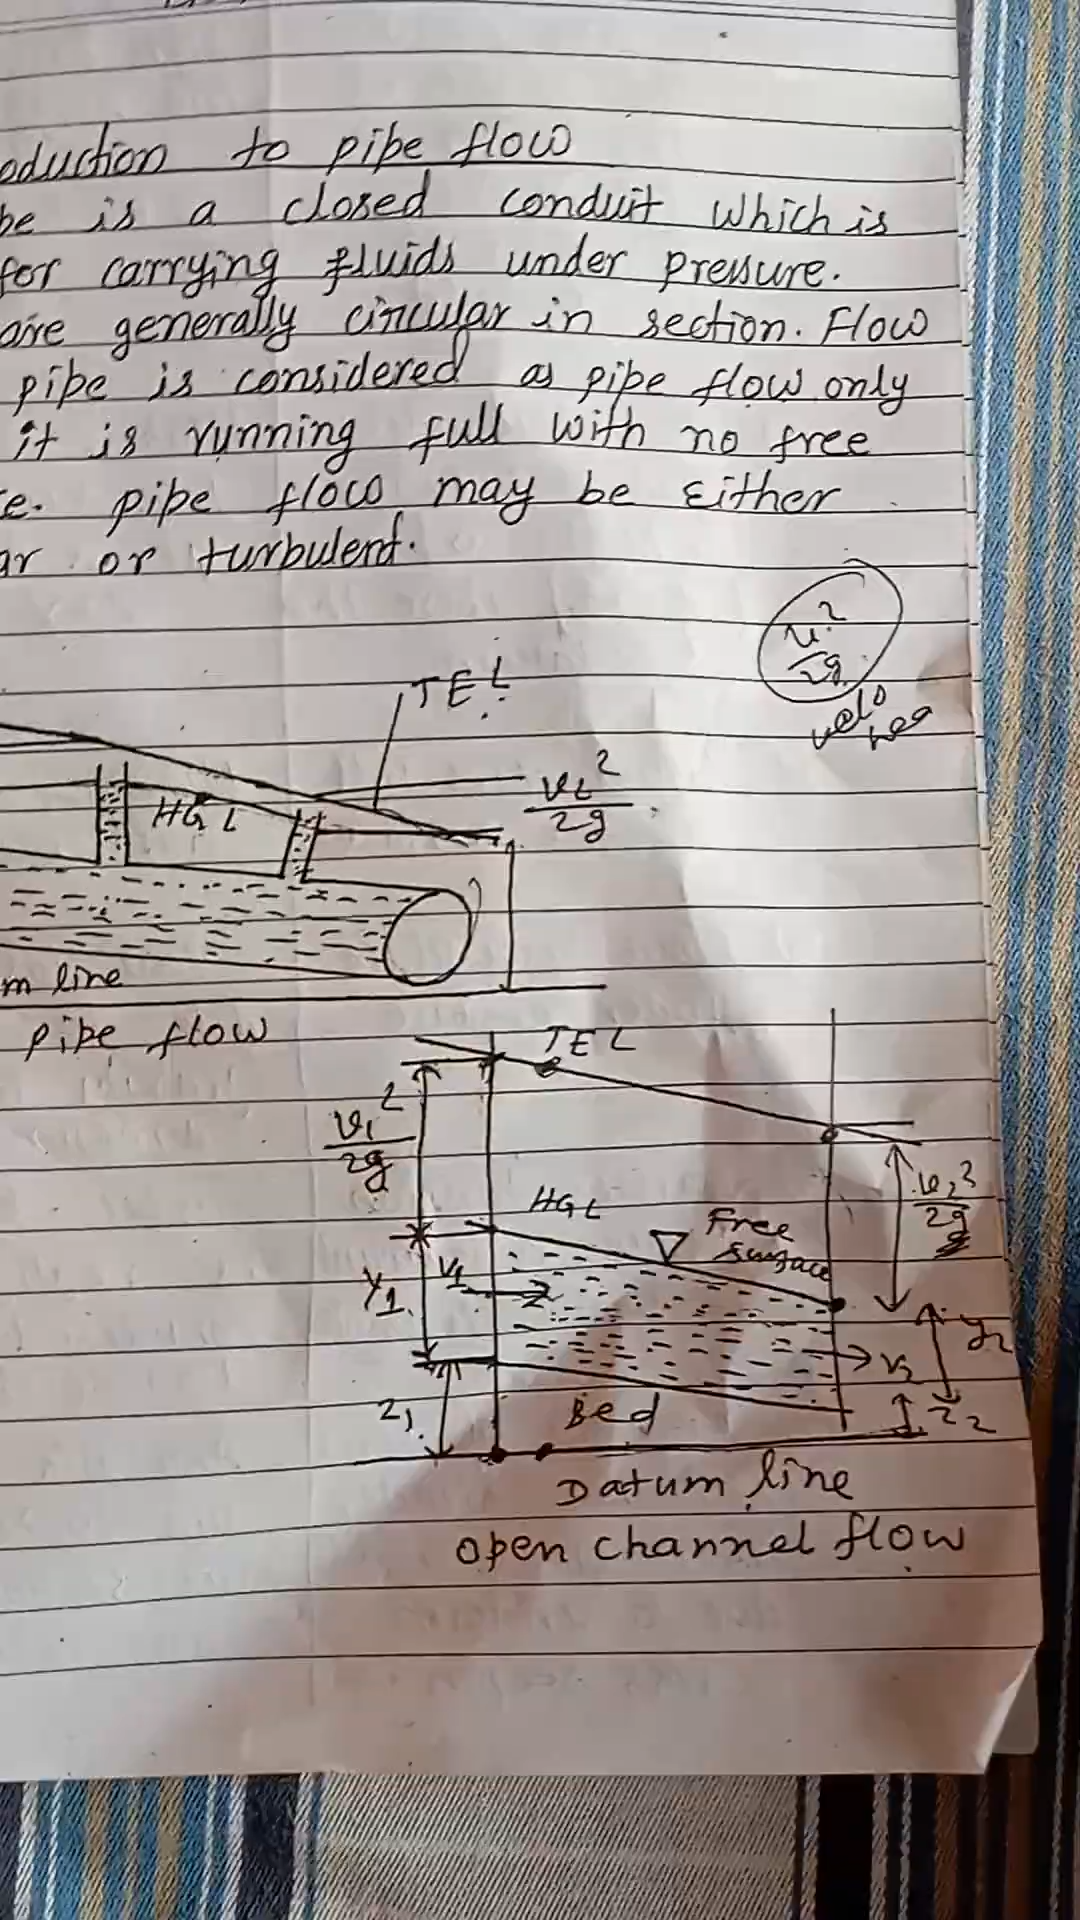 oduction to pipe flow
be is a closed conduit which is
for carrying fluids under pressure.
are generally circular in section. Flow
pipe is considered as pipe flow only
it is running full with no free
e. pipe flow may be either
ar or turbulent.
v²/2g
velo
hea
TEL
HGL
v₂²/2g
m line
pipe flow
TEL
v₁²/2g
HGL
Free
surface
v₂²/2g
y₁
V₁
y₂
V₂
z₁
Bed
z₂
Datum line
open channel flow